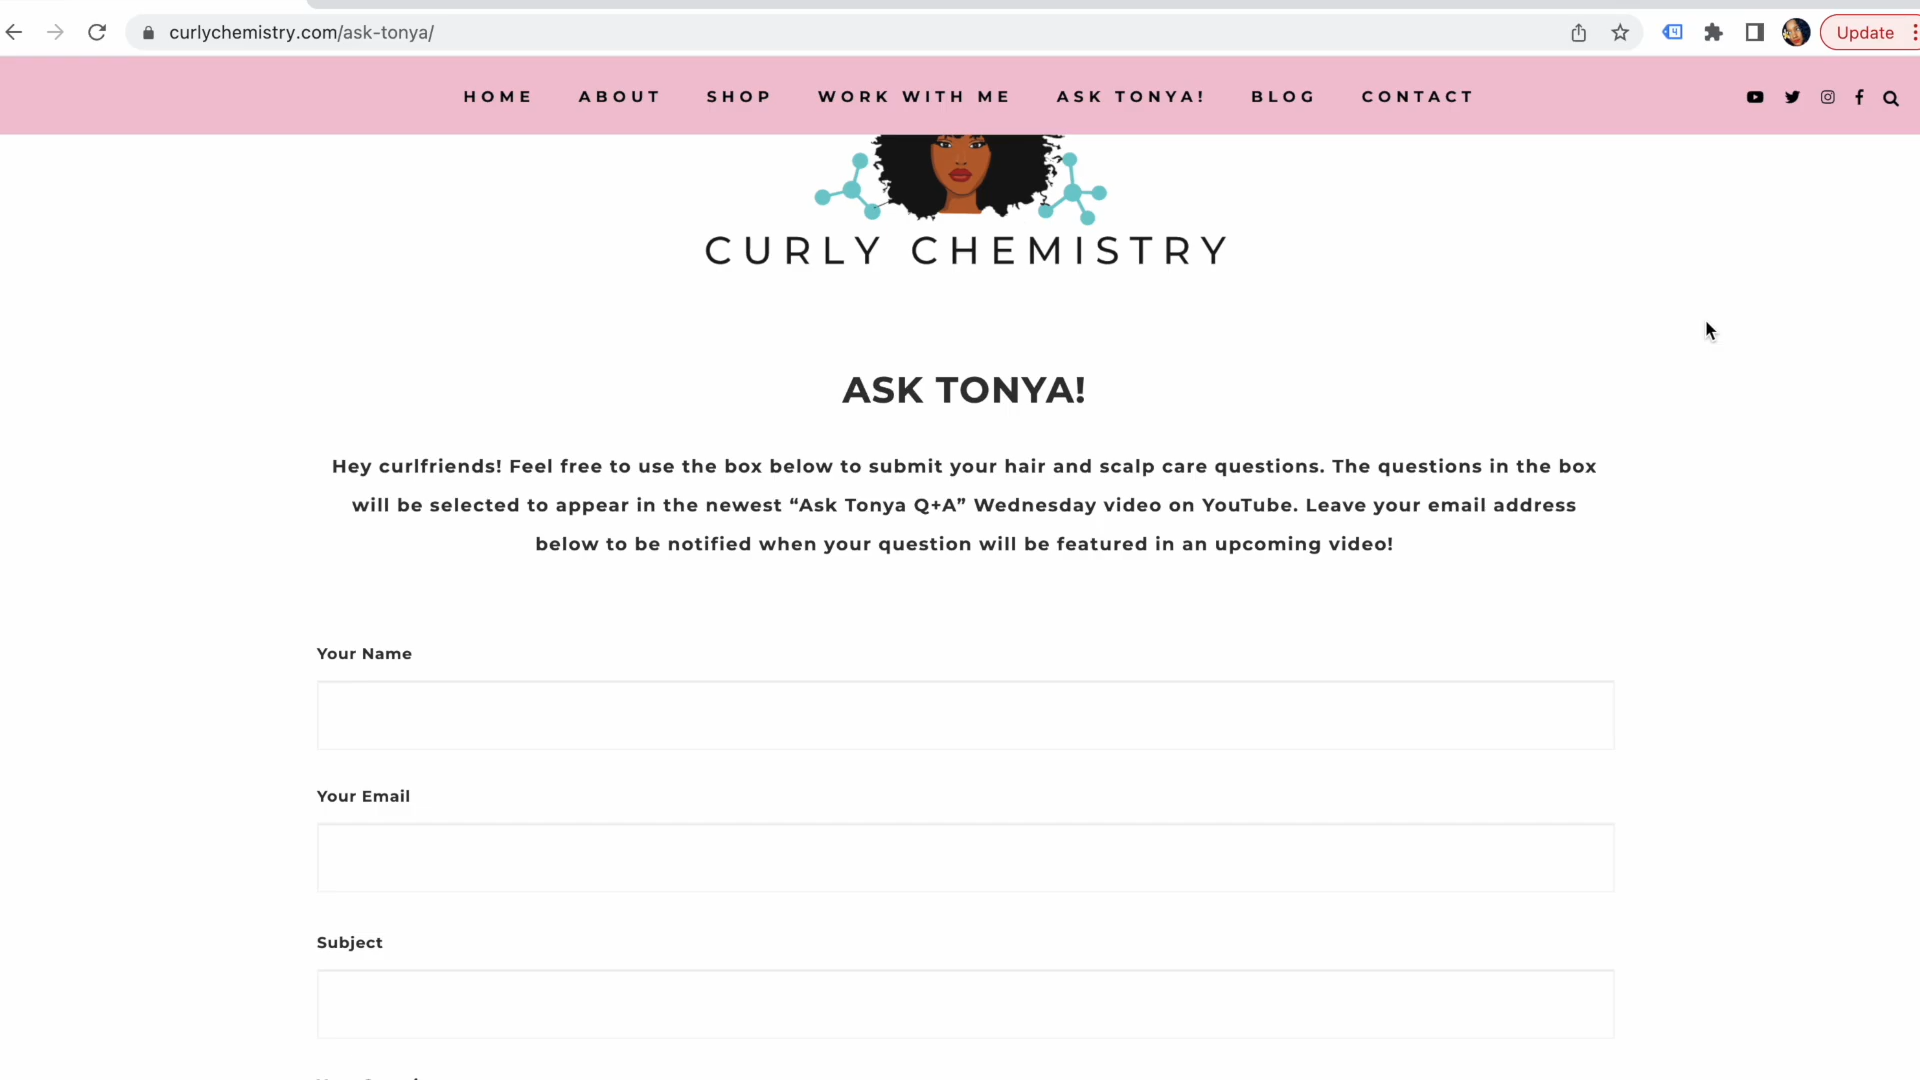 curlychemistry.com/ask-tonya/
Update
HOME ABOUT SHOP WORK WITH ME ASK TONYA! BLOG CONTACT
CURLY CHEMISTRY
ASK TONYA!
Hey curlfriends! Feel free to use the box below to submit your hair and scalp care questions. The questions in the box
will be selected to appear in the newest “Ask Tonya Q+A” Wednesday video on YouTube. Leave your email address
below to be notified when your question will be featured in an upcoming video!
Your Name
Your Email
Subject